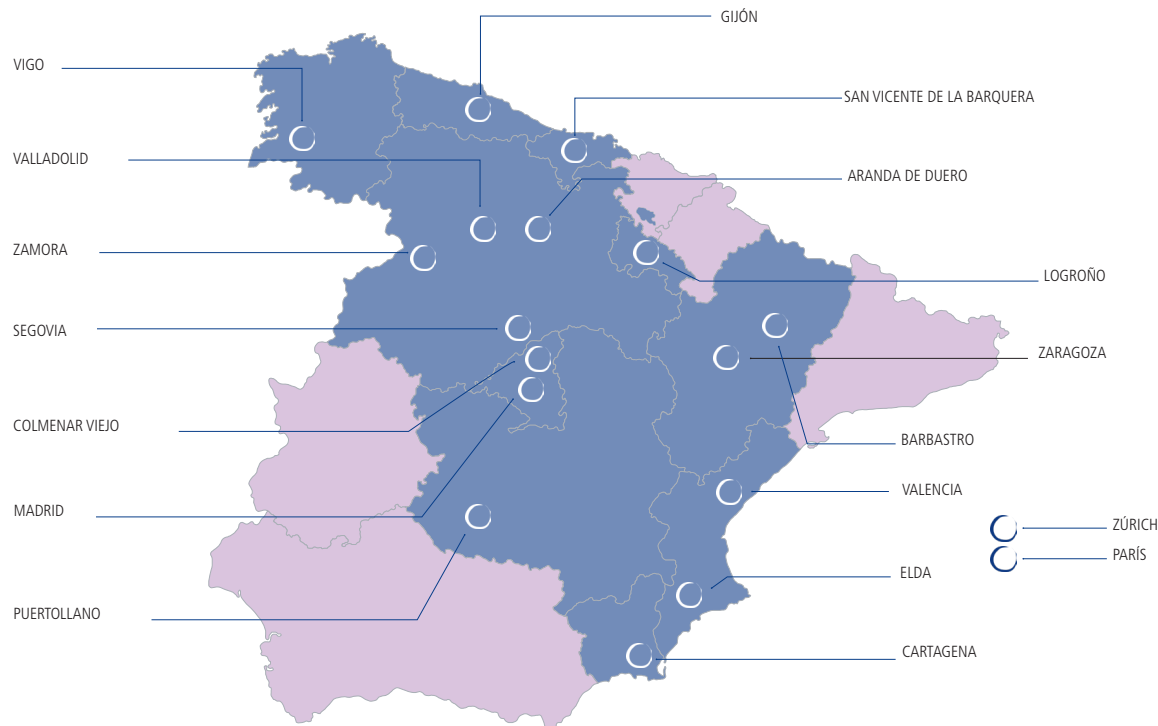 GIJÓN
VIGO
SAN VICENTE DE LA BARQUERA
VALLADOLID
ARANDA DE DUERO
ZAMORA
LOGROÑO
SEGOVIA
ZARAGOZA
COLMENAR VIEJO
BARBASTRO
VALENCIA
MADRID
ZÚRICH
PARÍS
ELDA
PUERTOLLANO
CARTAGENA